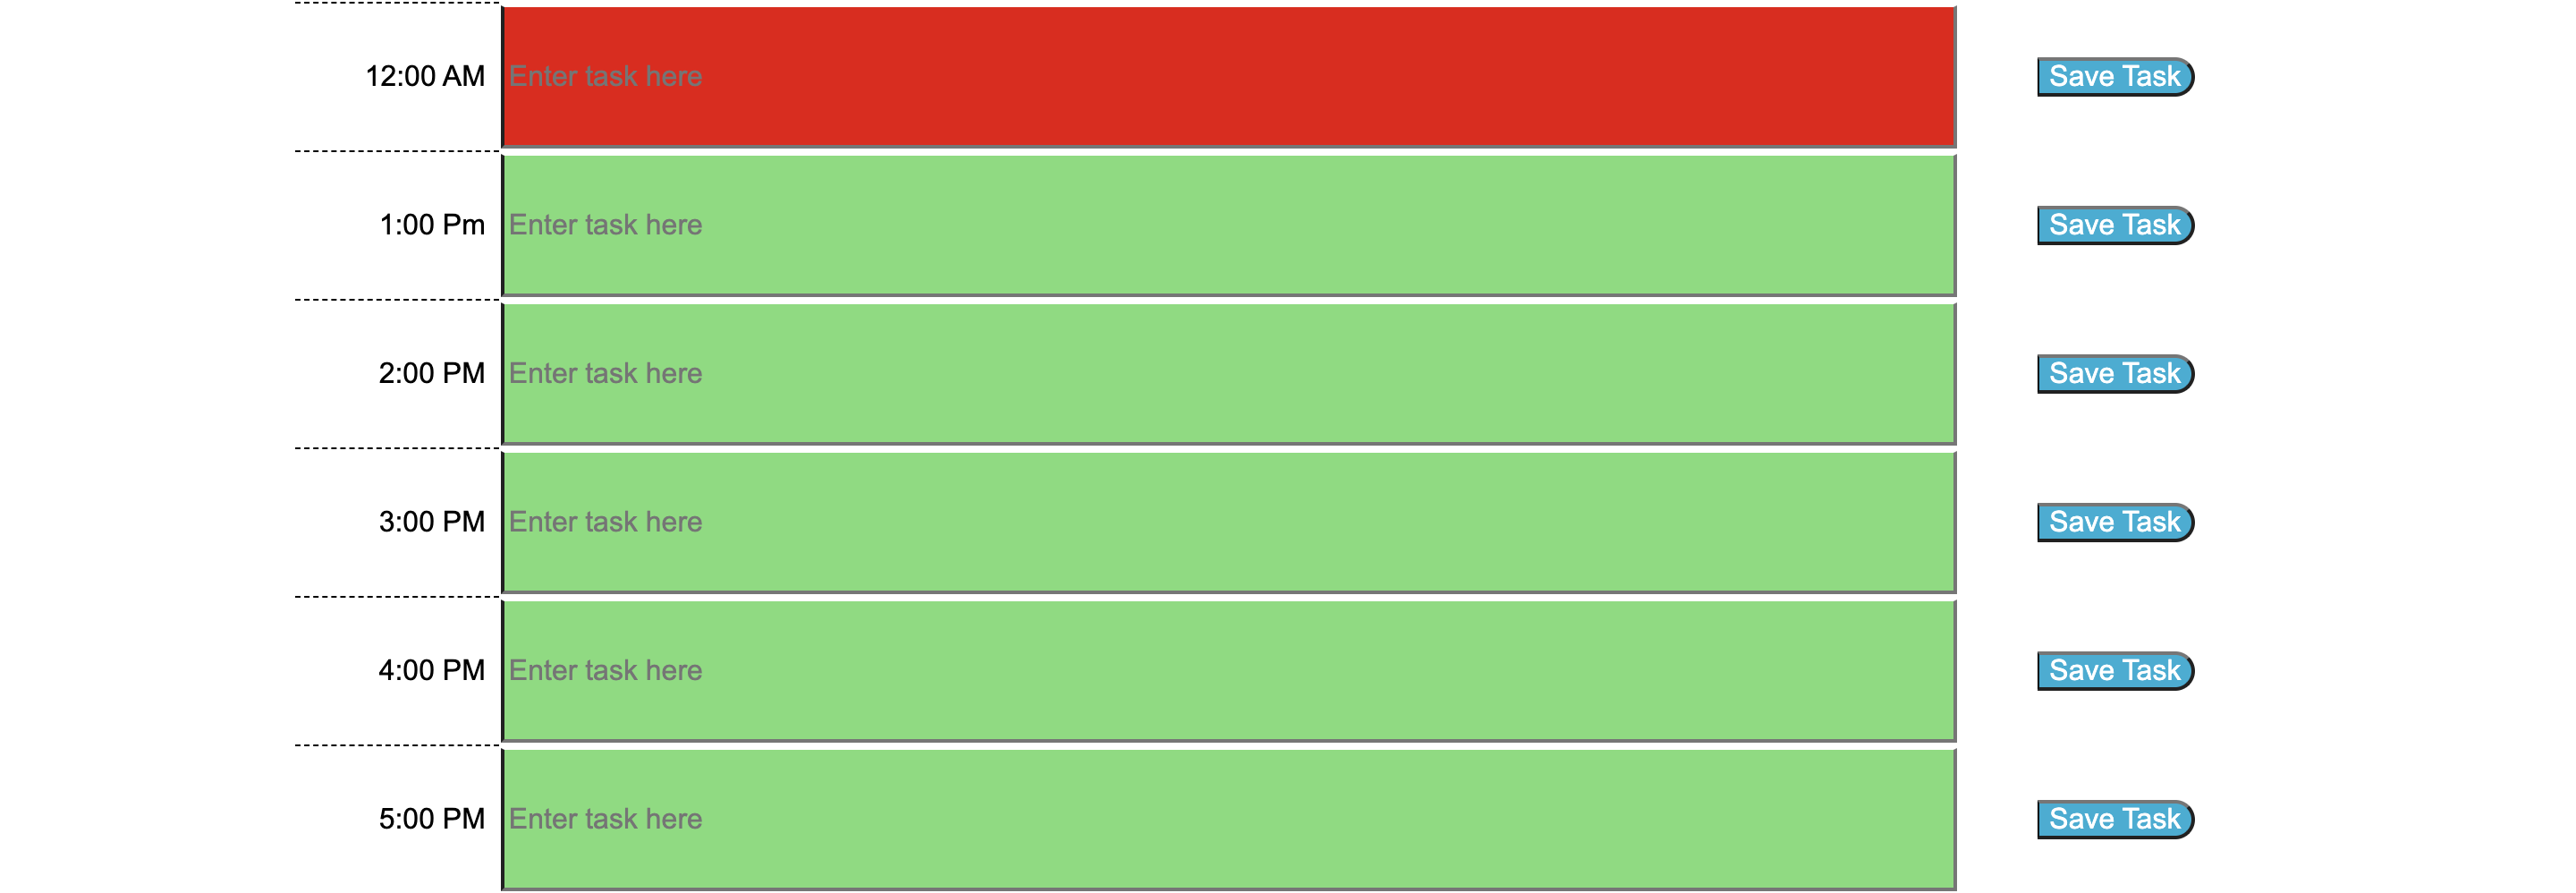 12:00 AM Enter task here Save Task
1:00 Pm Enter task here Save Task
2:00 PM Enter task here Save Task
3:00 PM Enter task here Save Task
4:00 PM Enter task here Save Task
5:00 PM Enter task here Save Task